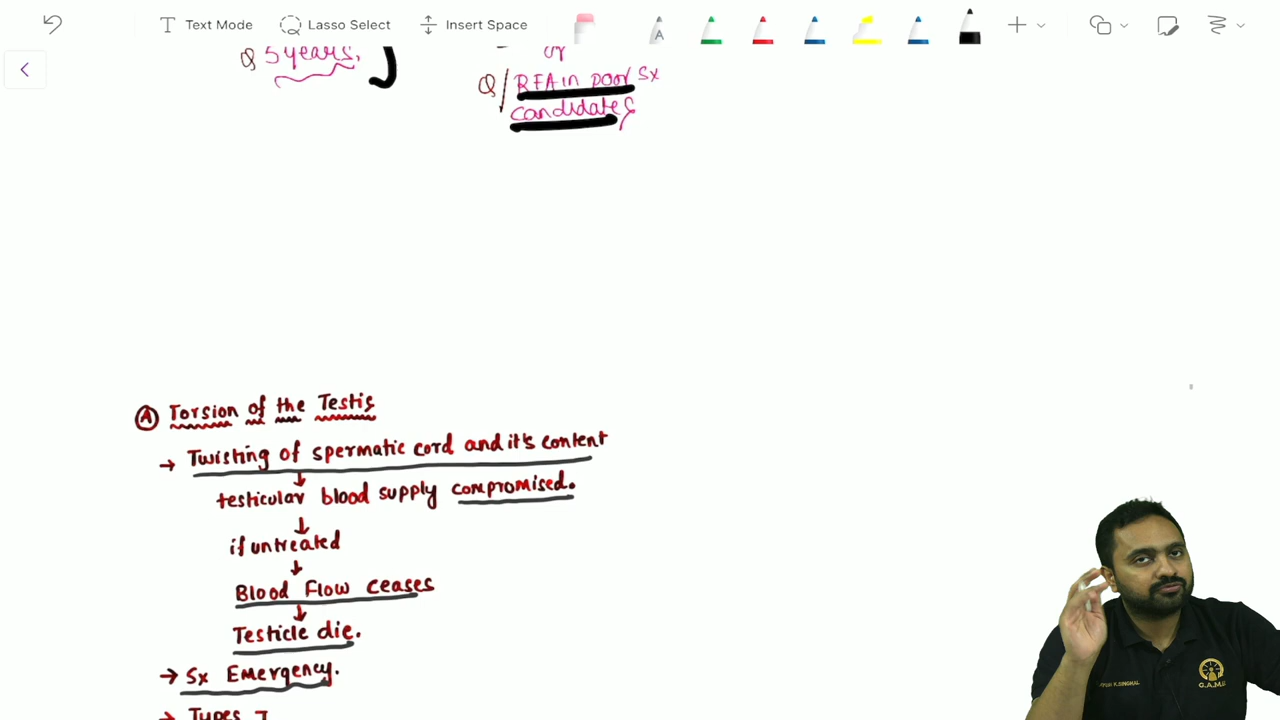 Text Mode
Lasso Select
Insert Space
A
Q 5 years.
or
Q RFA in poor Sx
candidates
A Torsion of the Testis
→ Twisting of spermatic cord and it's content
↓
testicular blood supply compromised.
↓
if untreated
↓
Blood Flow ceases
↓
Testicle die.
→ Sx Emergency.
→ Types
K.SINGHAL
G.A.M.S